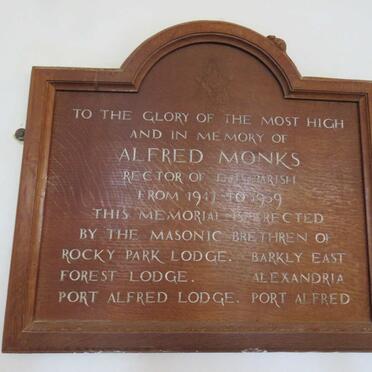 TO THE GLORY OF THE MOST HIGH
AND IN MEMORY OF
ALFRED MONKS
RECTOR OF THIS PARISH
FROM TO 1959
THIS MEMORIAL IS ERECTED
BY THE MASONIC BRETHREN OF
ROCKY PARK LODGE. BARKLY EAST
FOREST LODGE. ALEXANDRIA
PORT ALFRED LODGE. PORT ALFRED